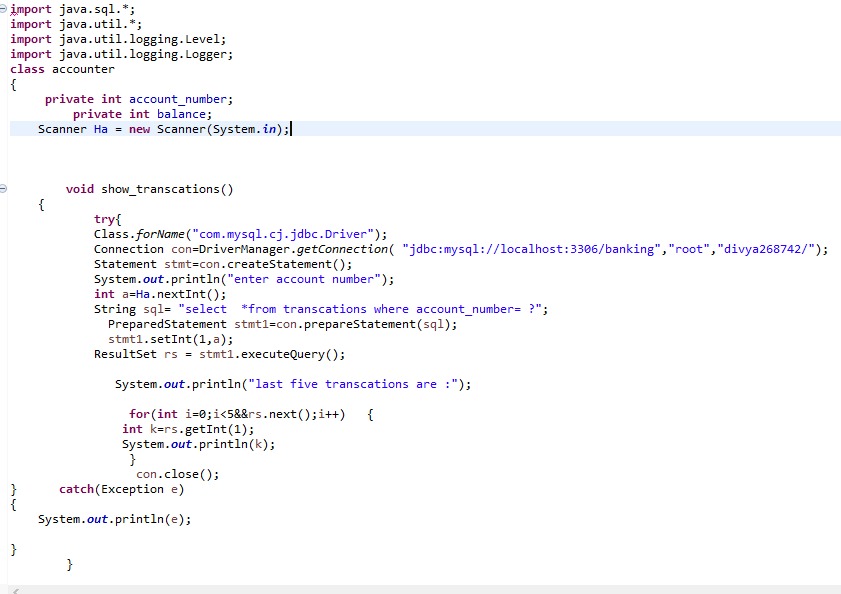 import java.sql.*;
import java.util.*;
import java.util.logging.Level;
import java.util.logging.Logger;
class accounter
{
private int account_number;
private int balance;
Scanner Ha = new Scanner(System.in);
void show_transcations()
{
try{
Class.forName("com.mysql.cj.jdbc.Driver");
Connection con=DriverManager.getConnection( "jdbc:mysql://localhost:3306/banking","root","divya268742/");
Statement stmt=con.createStatement();
System.out.println("enter account number");
int a=Ha.nextInt();
String sql= "select  *from transcations where account_number= ?";
PreparedStatement stmt1=con.prepareStatement(sql);
stmt1.setInt(1,a);
ResultSet rs = stmt1.executeQuery();
System.out.println("last five transcations are :");
for(int i=0;i<5&&rs.next();i++)   {
int k=rs.getInt(1);
System.out.println(k);
}
con.close();
}      catch(Exception e)
{
System.out.println(e);
}
}